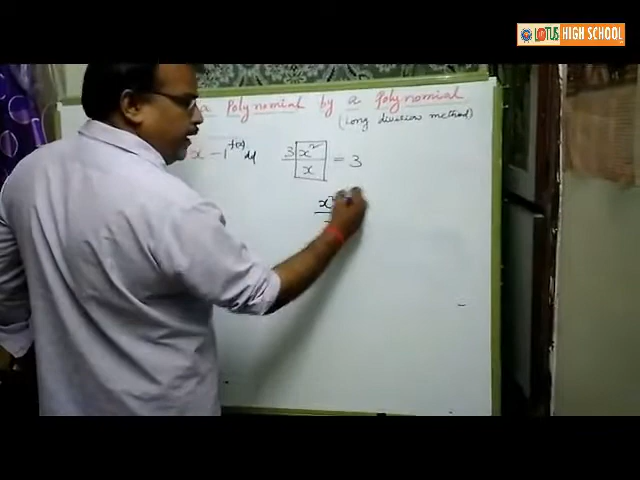 LOTUS HIGH SCHOOL
a Polynomial by a Polynomial
(Long division method)
x - 1
3 x² / x = 3
x